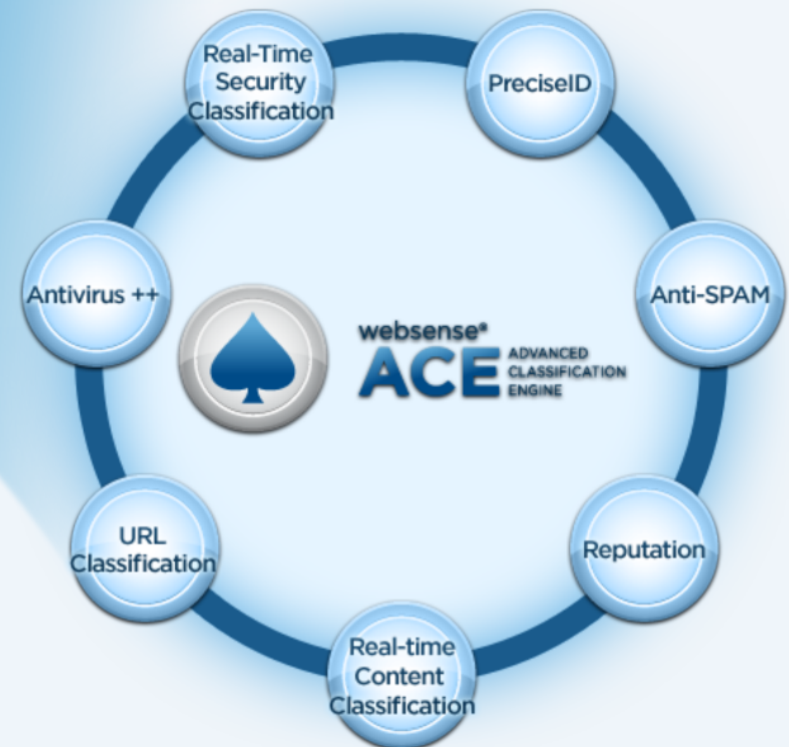 Real-Time
Security
Classification
PreciseID
Antivirus ++
Anti-SPAM
websense®
ACE
ADVANCED
CLASSIFICATION
ENGINE
URL
Classification
Reputation
Real-time
Content
Classification